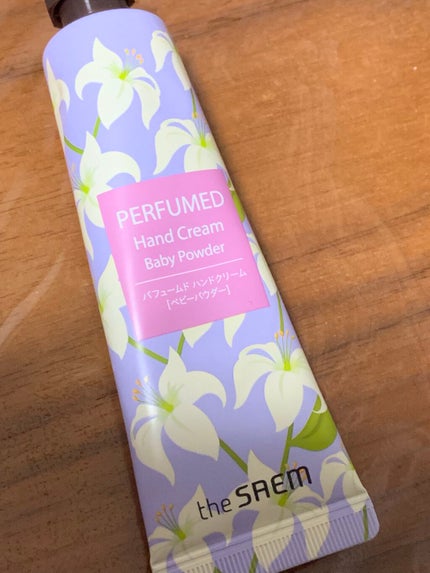 PERFUMED
Hand Cream
Baby Powder
パフュームド ハンドクリーム
[ベビーパウダー]
the SAEM